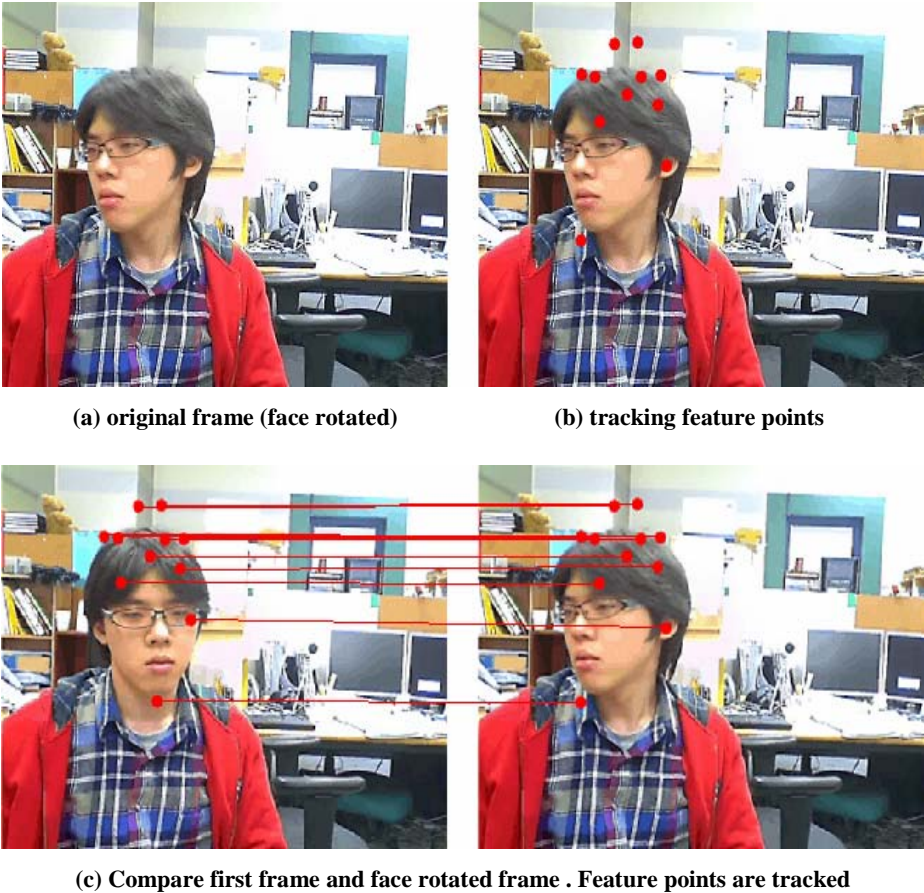 (a) original frame (face rotated)
(b) tracking feature points
(c) Compare first frame and face rotated frame . Feature points are tracked